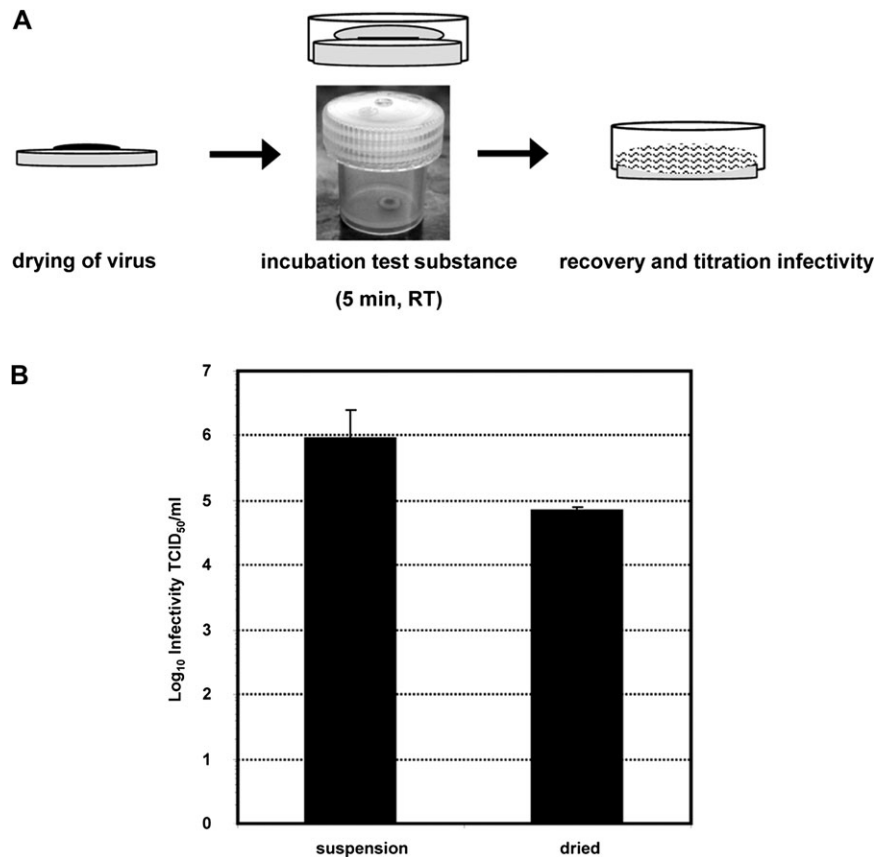 A
drying of virus
incubation test substance
(5 min, RT)
recovery and titration infectivity
B
Log₁₀ Infectivity TCID₅₀/ml
7
6
5
4
3
2
1
0
suspension
dried